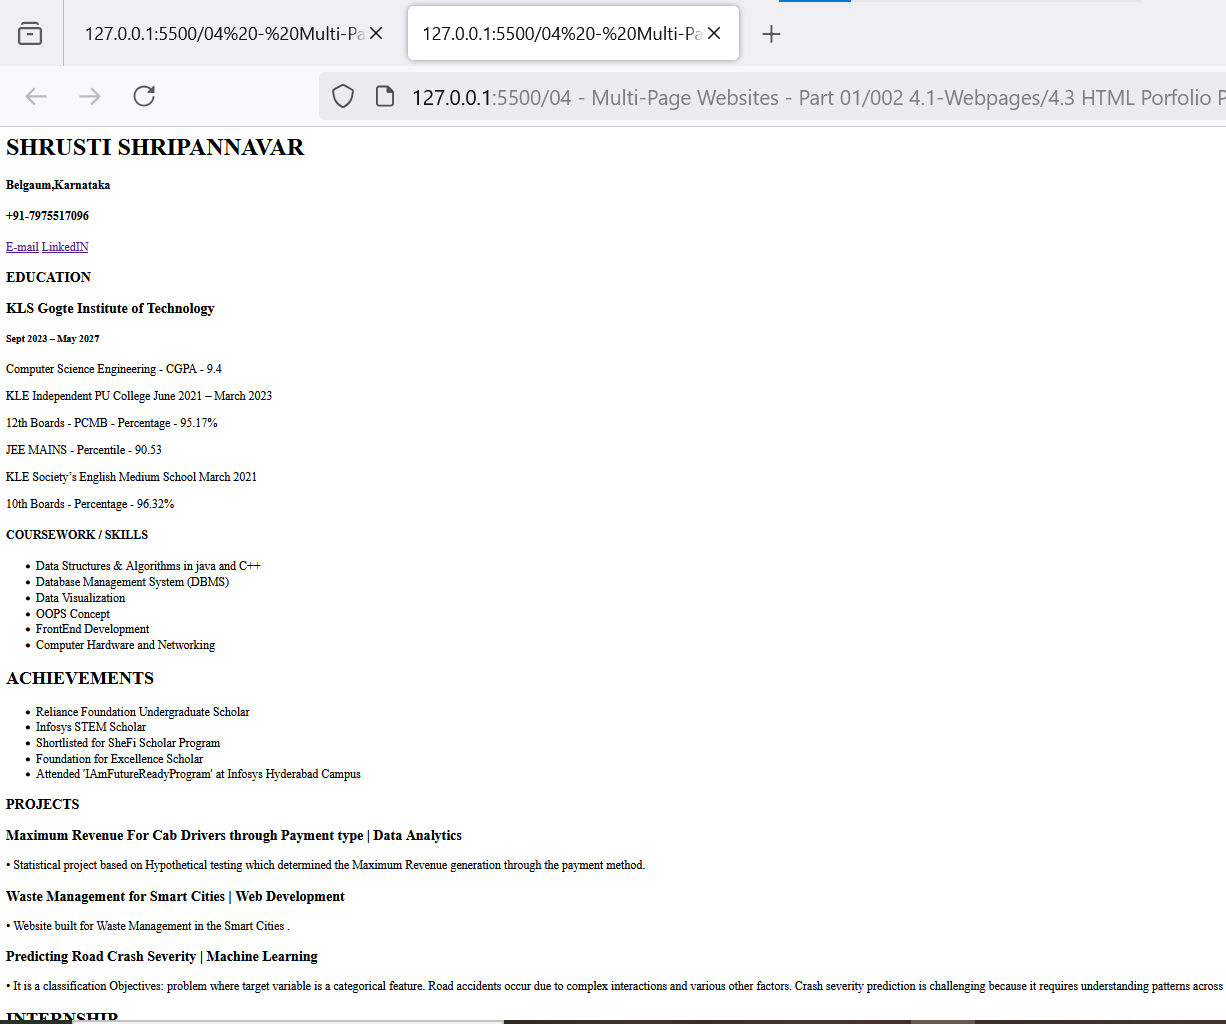 127.0.0.1:5500/04%20-%20Multi-Pa
127.0.0.1:5500/04%20-%20Multi-Pa
127.0.0.1:5500/04 - Multi-Page Websites - Part 01/002 4.1-Webpages/4.3 HTML Porfolio P
SHRUSTI SHRIPANNAVAR
Belgaum,Karnataka
+91-7975517096
E-mail LinkedIN
EDUCATION
KLS Gogte Institute of Technology
Sept 2023 – May 2027
Computer Science Engineering - CGPA - 9.4
KLE Independent PU College June 2021 – March 2023
12th Boards - PCMB - Percentage - 95.17%
JEE MAINS - Percentile - 90.53
KLE Society’s English Medium School March 2021
10th Boards - Percentage - 96.32%
COURSEWORK / SKILLS
• Data Structures & Algorithms in java and C++
• Database Management System (DBMS)
• Data Visualization
• OOPS Concept
• FrontEnd Development
• Computer Hardware and Networking
ACHIEVEMENTS
• Reliance Foundation Undergraduate Scholar
• Infosys STEM Scholar
• Shortlisted for SheFi Scholar Program
• Foundation for Excellence Scholar
• Attended 'IAmFutureReadyProgram' at Infosys Hyderabad Campus
PROJECTS
Maximum Revenue For Cab Drivers through Payment type | Data Analytics
• Statistical project based on Hypothetical testing which determined the Maximum Revenue generation through the payment method.
Waste Management for Smart Cities | Web Development
• Website built for Waste Management in the Smart Cities .
Predicting Road Crash Severity | Machine Learning
• It is a classification Objectives: problem where target variable is a categorical feature. Road accidents occur due to complex interactions and various other factors. Crash severity prediction is challenging because it requires understanding patterns across
INTERNSHIP